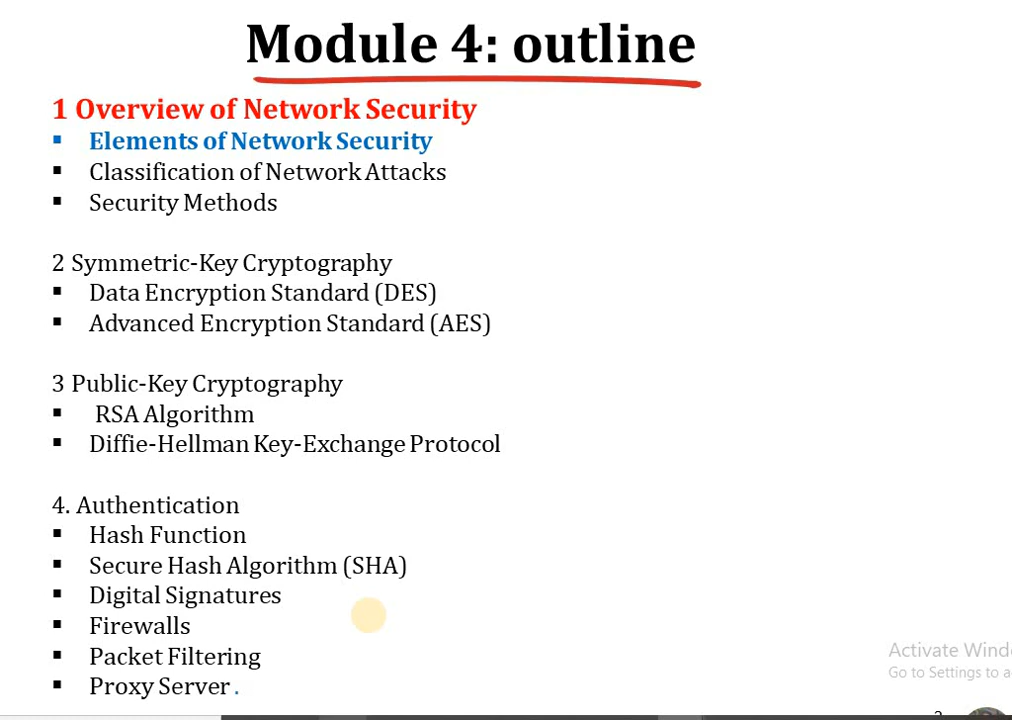 Module 4: outline
1 Overview of Network Security
▪ Elements of Network Security
▪ Classification of Network Attacks
▪ Security Methods
2 Symmetric-Key Cryptography
▪ Data Encryption Standard (DES)
▪ Advanced Encryption Standard (AES)
3 Public-Key Cryptography
▪ RSA Algorithm
▪ Diffie-Hellman Key-Exchange Protocol
4. Authentication
▪ Hash Function
▪ Secure Hash Algorithm (SHA)
▪ Digital Signatures
▪ Firewalls
▪ Packet Filtering
▪ Proxy Server.
Activate Wind
Go to Settings to a